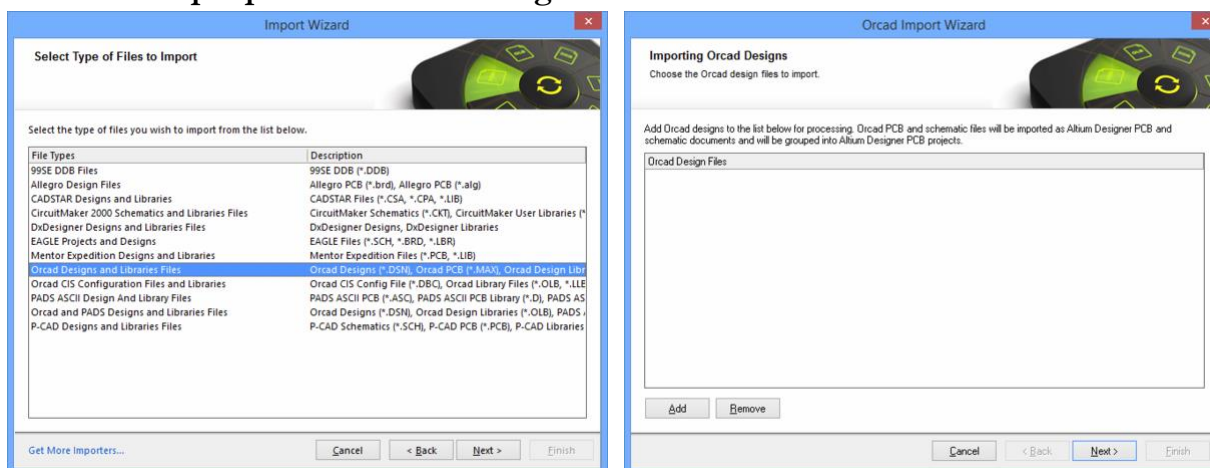 Import Wizard
Select Type of Files to Import
Select the type of files you wish to import from the list below.
File Types Description
99SE DDB Files 99SE DDB (*.DDB)
Allegro Design Files Allegro PCB (*.brd), Allegro PCB (*.alg)
CADSTAR Designs and Libraries CADSTAR Files (*.CSA, *.CPA, *.LIB)
CircuitMaker 2000 Schematics and Libraries Files CircuitMaker Schematics (*.CKT), CircuitMaker User Libraries (*
DxDesigner Designs and Libraries Files DxDesigner Designs, DxDesigner Libraries
EAGLE Projects and Designs EAGLE Files (*.SCH, *.BRD, *.LBR)
Mentor Expedition Designs and Libraries Mentor Expedition Files (*.PCB, *.LIB)
Orcad Designs and Libraries Files Orcad Designs (*.DSN), Orcad PCB (*.MAX), Orcad Design Libr
Orcad CIS Configuration Files and Libraries Orcad CIS Config File (*.DBC), Orcad Library Files (*.OLB, *.LLE
PADS ASCII Design And Library Files PADS ASCII PCB (*.ASC), PADS ASCII PCB Library (*.D), PADS AS
Orcad and PADS Designs and Libraries Files Orcad Designs (*.DSN), Orcad Design Libraries (*.OLB), PADS
P-CAD Designs and Libraries Files P-CAD Schematics (*.SCH), P-CAD PCB (*.PCB), P-CAD Libraries
Get More Importers...
Cancel < Back Next > Finish
Orcad Import Wizard
Importing Orcad Designs
Choose the Orcad design files to import.
Add Orcad designs to the list below for processing. Orcad PCB and schematic files will be imported as Altium Designer PCB and
schematic documents and will be grouped into Altium Designer PCB projects.
Orcad Design Files
Add Remove
Cancel < Back Next > Finish